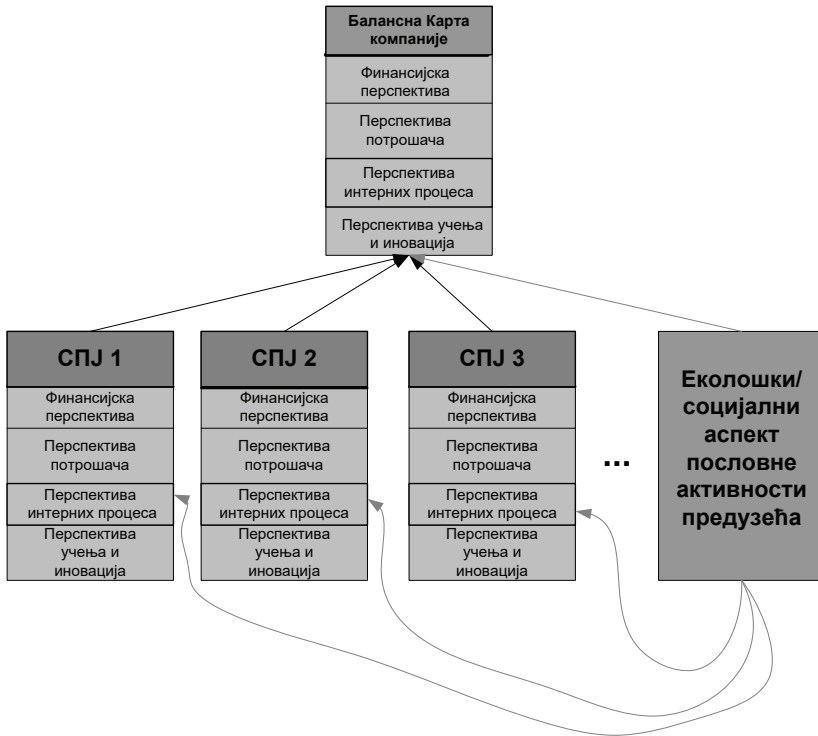 Балансна Карта
компаније
Финансијска
перспектива
Перспектива
потрошача
Перспектива
интерних процеса
Перспектива учења
и иновација
СПЈ 1
Финансијска
перспектива
Перспектива
потрошача
Перспектива
интерних процеса
Перспектива
учења и
иновација
СПЈ 2
Финансијска
перспектива
Перспектива
потрошача
Перспектива
интерних процеса
Перспектива
учења и
иновација
СПЈ 3
Финансијска
перспектива
Перспектива
потрошача
Перспектива
интерних процеса
Перспектива
учења и
иновација
...
Еколошки/
социјални
аспект
пословне
активности
предузећа